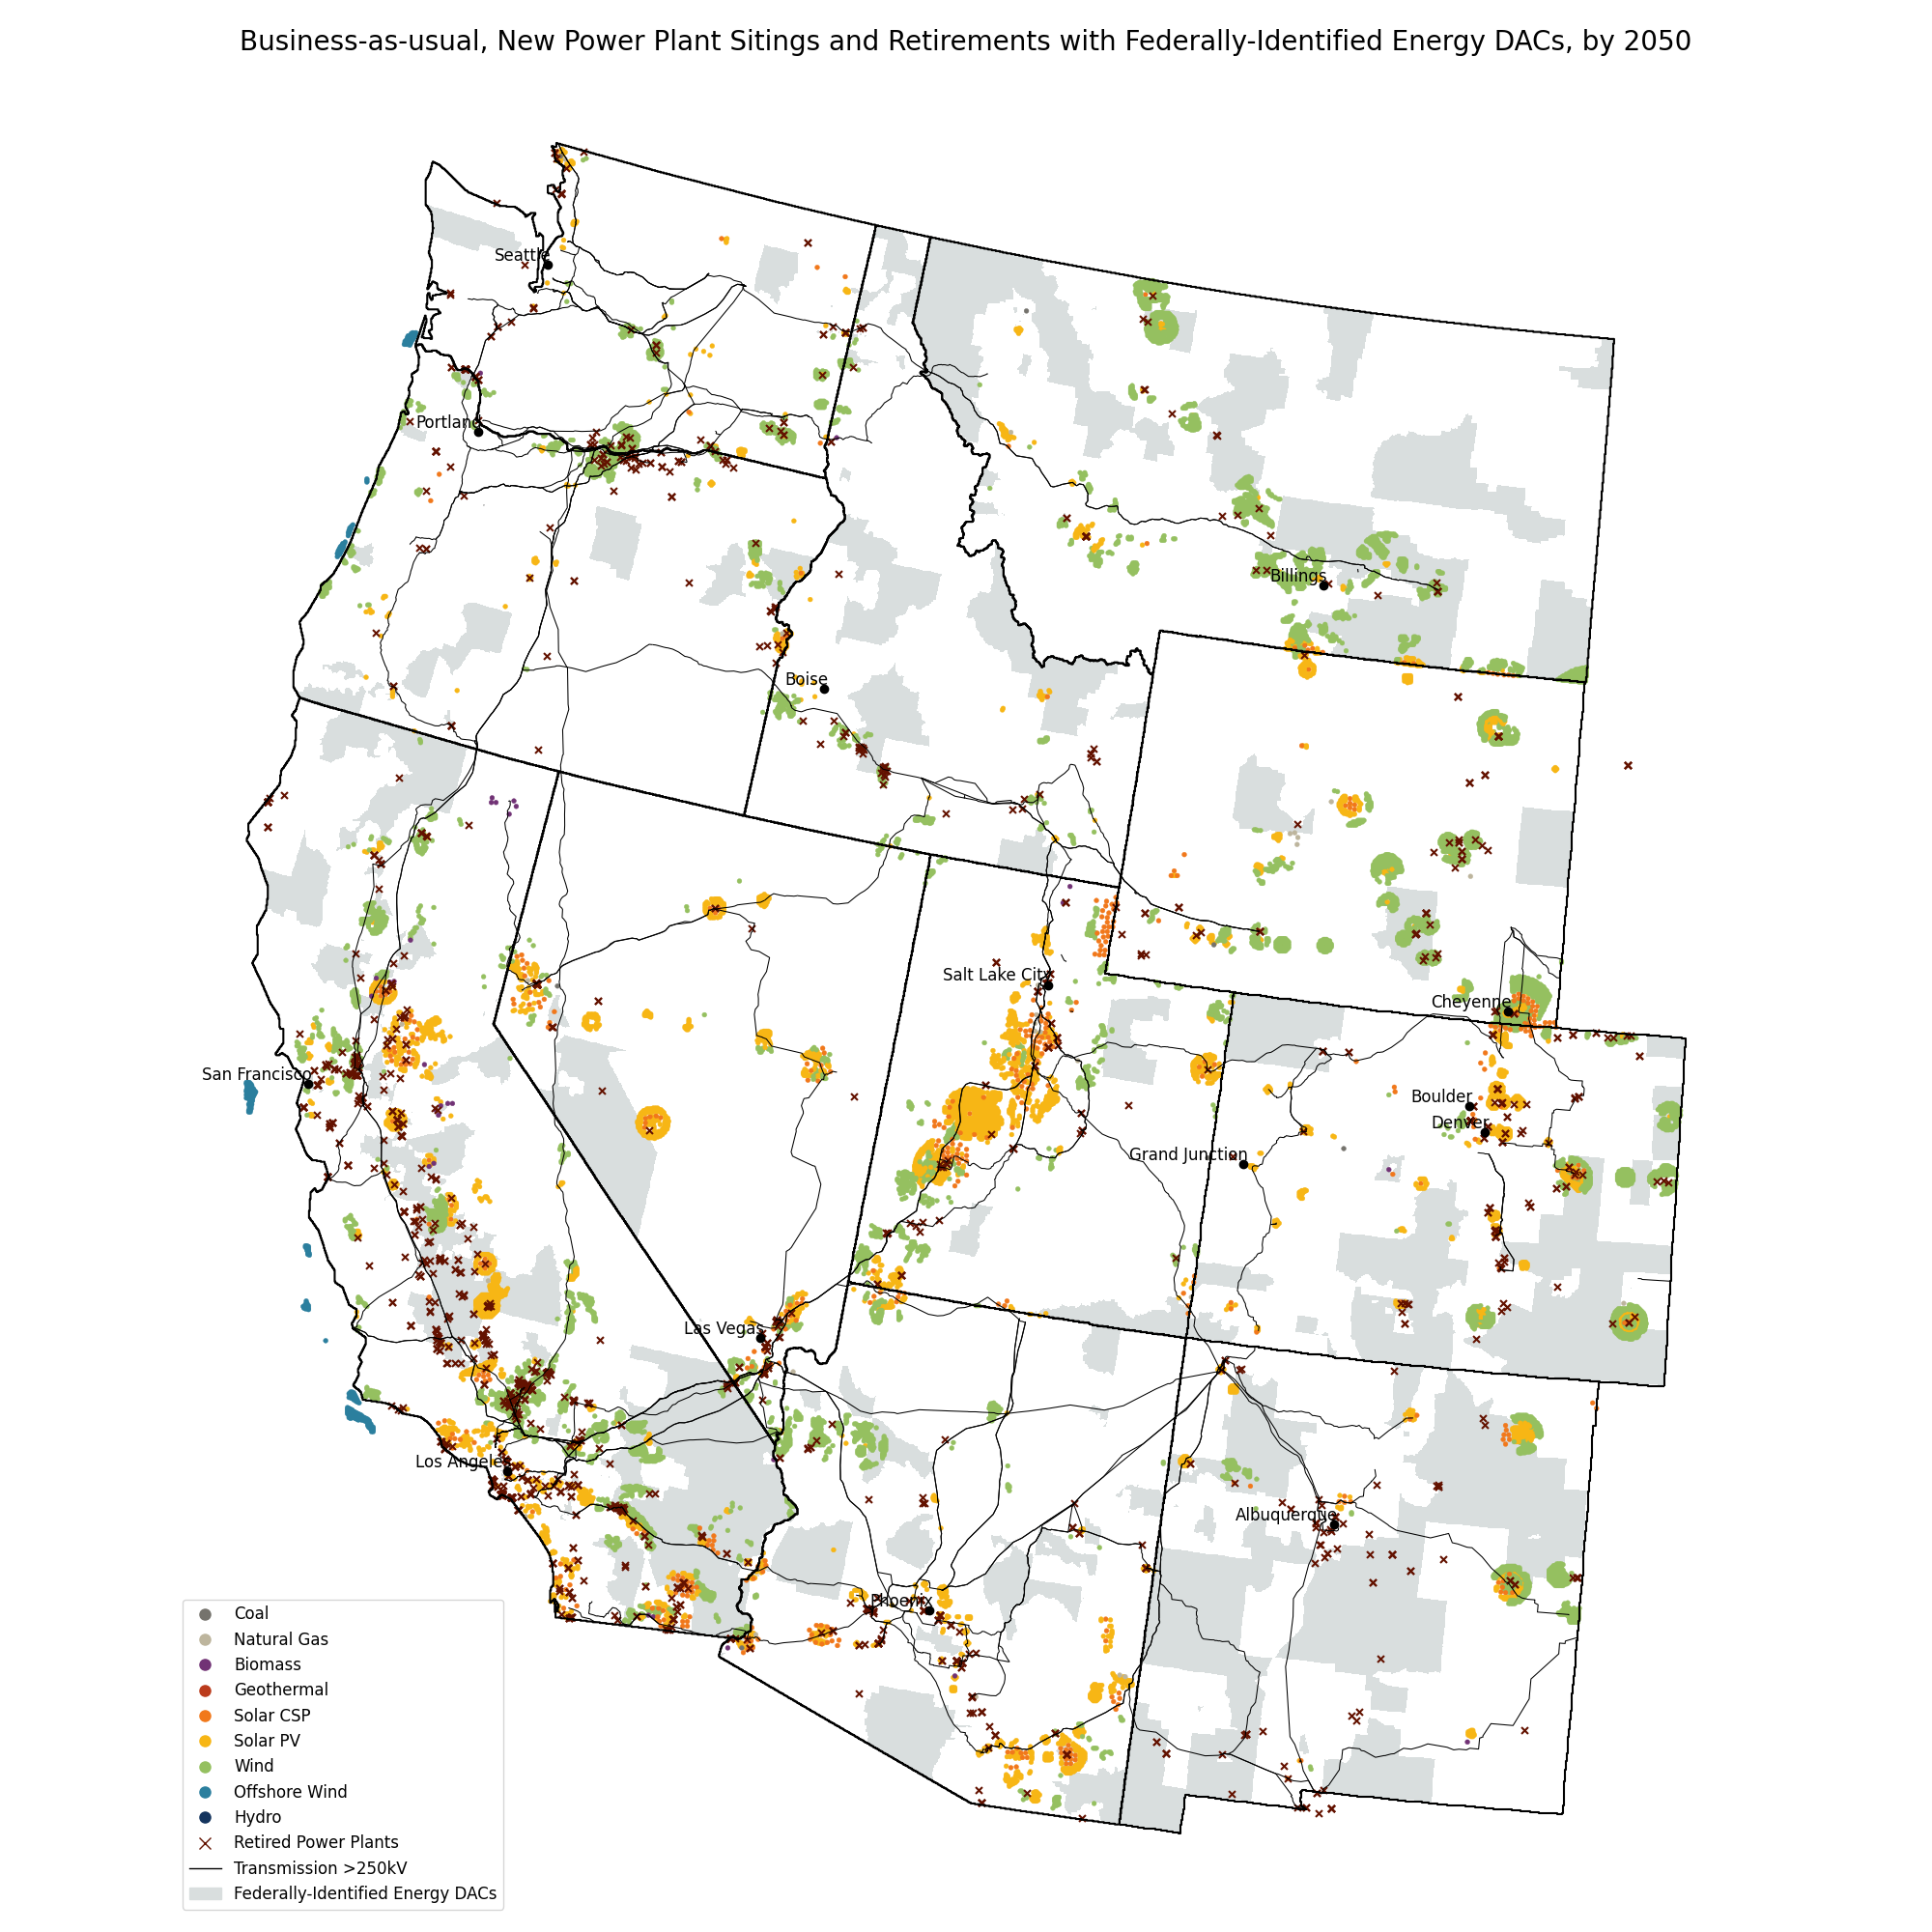 Business-as-usual, New Power Plant Sitings and Retirements with Federally-Identified Energy DACs, by 2050
Seattle
Portland
Billings
Boise
Salt Lake City
Cheyenne
San Francisco
Boulder
Denver
Grand Junction
Las Vegas
Los Angeles
Albuquerque
Phoenix
Coal
Natural Gas
Biomass
Geothermal
Solar CSP
Solar PV
Wind
Offshore Wind
Hydro
Retired Power Plants
Transmission >250kV
Federally-Identified Energy DACs